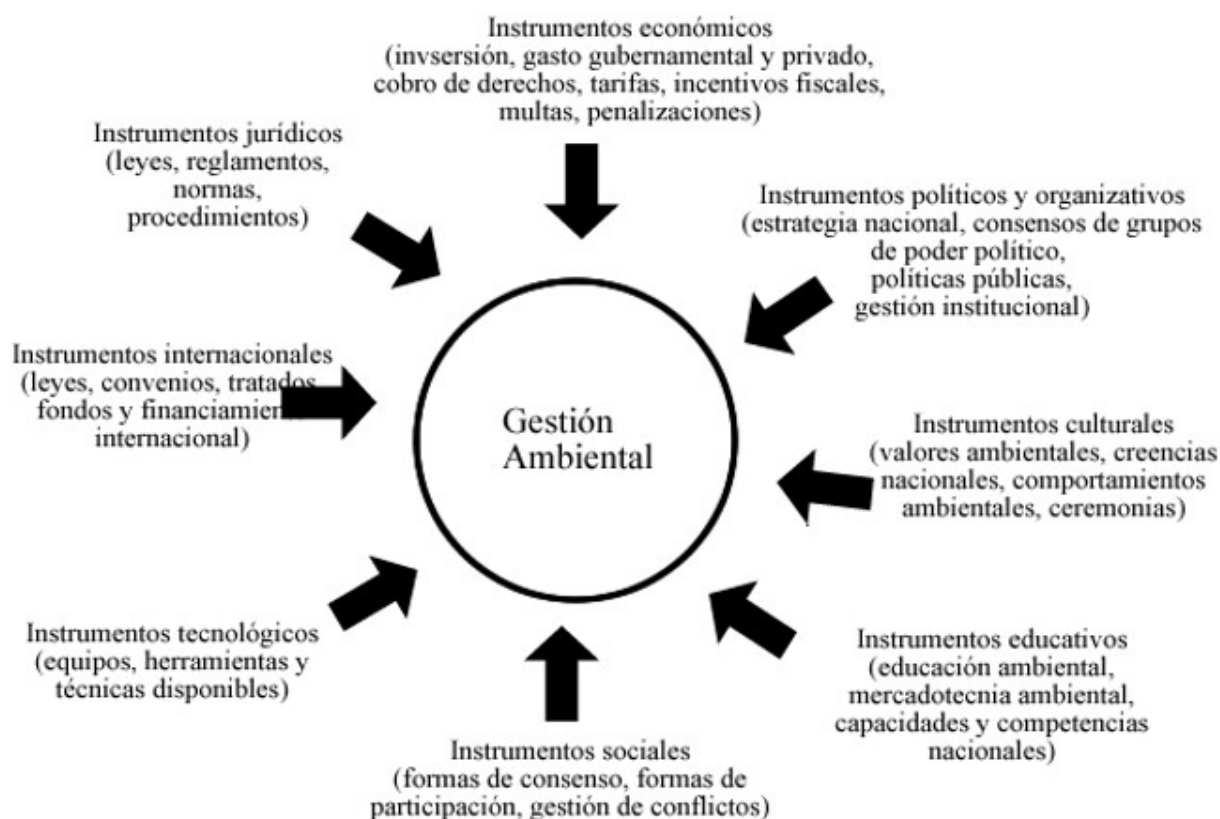 Instrumentos económicos
(invsersión, gasto gubernamental y privado,
cobro de derechos, tarifas, incentivos fiscales,
multas, penalizaciones)
Instrumentos jurídicos
(leyes, reglamentos,
normas,
procedimientos)
Instrumentos políticos y organizativos
(estrategia nacional, consensos de grupos
de poder político,
políticas públicas,
gestión institucional)
Instrumentos internacionales
(leyes, convenios, tratados
fondos y financiamien
internacional)
Gestión
Ambiental
Instrumentos culturales
(valores ambientales, creencias
nacionales, comportamientos
ambientales, ceremonias)
Instrumentos tecnológicos
(equipos, herramientas y
técnicas disponibles)
Instrumentos educativos
(educación ambiental,
mercadotecnia ambiental,
capacidades y competencias
nacionales)
Instrumentos sociales
(formas de consenso, formas de
participación, gestión de conflictos)